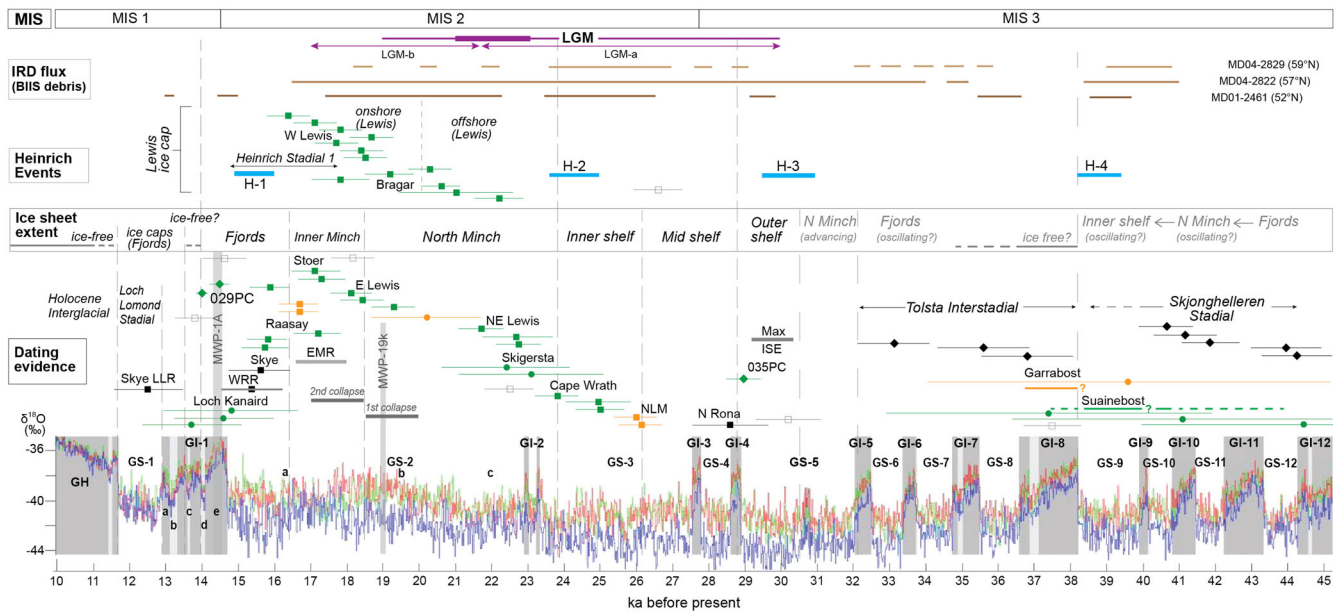 MIS
MIS 1
MIS 2
MIS 3
LGM
LGM-b
LGM-a
IRD flux
(BIIS debris)
MD04-2829 (59°N)
MD04-2822 (57°N)
MD01-2461 (52°N)
Lewis
ice cap
onshore
(Lewis)
offshore
(Lewis)
W Lewis
Heinrich Stadial 1
Bragar
Heinrich
Events
H-1
H-2
H-3
H-4
Ice sheet
extent
ice-free
ice caps
(Fjords)
ice-free?
Fjords
Inner Minch
North Minch
Inner shelf
Mid shelf
Outer
shelf
N Minch
(advancing)
Fjords
(oscillating?)
ice free?
Inner shelf
(oscillating?)
N Minch
(oscillating?)
Fjords
Holocene
Interglacial
Loch
Lomond
Stadial
029PC
MWP-1A
Stoer
E Lewis
NE Lewis
Tolsta Interstadial
Skjonghelleren
Stadial
Dating
evidence
Raasay
EMR
MWP-19k
Skigersta
Max
ISE
035PC
Skye LLR
Skye
WRR
Loch Kanaird
2nd collapse
1st collapse
Cape Wrath
NLM
N Rona
Garrabost
?
Suainebost
?
δ18O
(‰)
-36
-40
-44
GH
GS-1
GI-1
a
b
c
d
e
a
GS-2
b
c
GI-2
GS-3
GI-3
GS-4
GI-4
GS-5
GI-5
GS-6
GI-6
GS-7
GI-7
GS-8
GI-8
GS-9
GI-9
GS-10
GI-10
GS-11
GI-11
GS-12
GI-12
10 11 12 13 14 15 16 17 18 19 20 21 22 23 24 25 26 27 28 29 30 31 32 33 34 35 36 37 38 39 40 41 42 43 44 45
ka before present